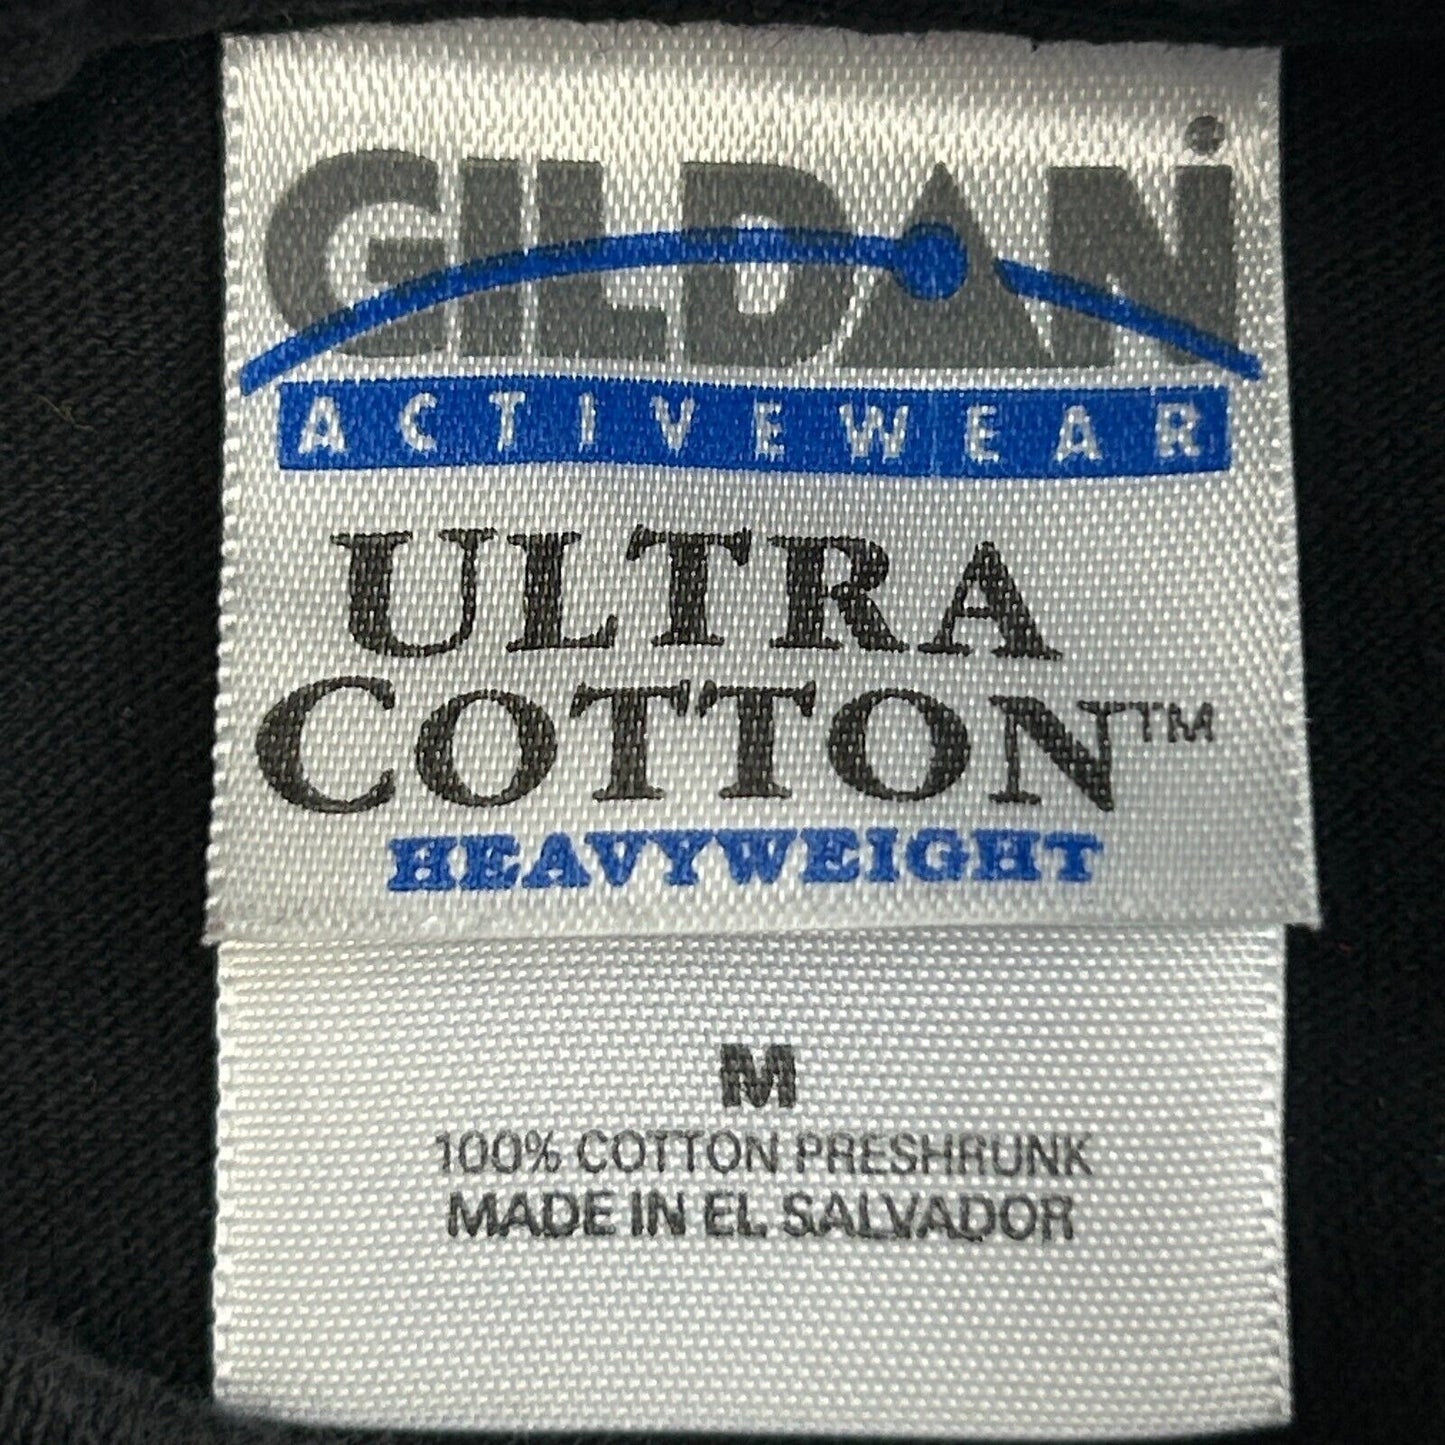 GILDAN
ACTIVEWEAR
ULTRA
COTTON™
HEAVYWEIGHT
M
100% COTTON PRESHRUNK
MADE IN EL SALVADOR